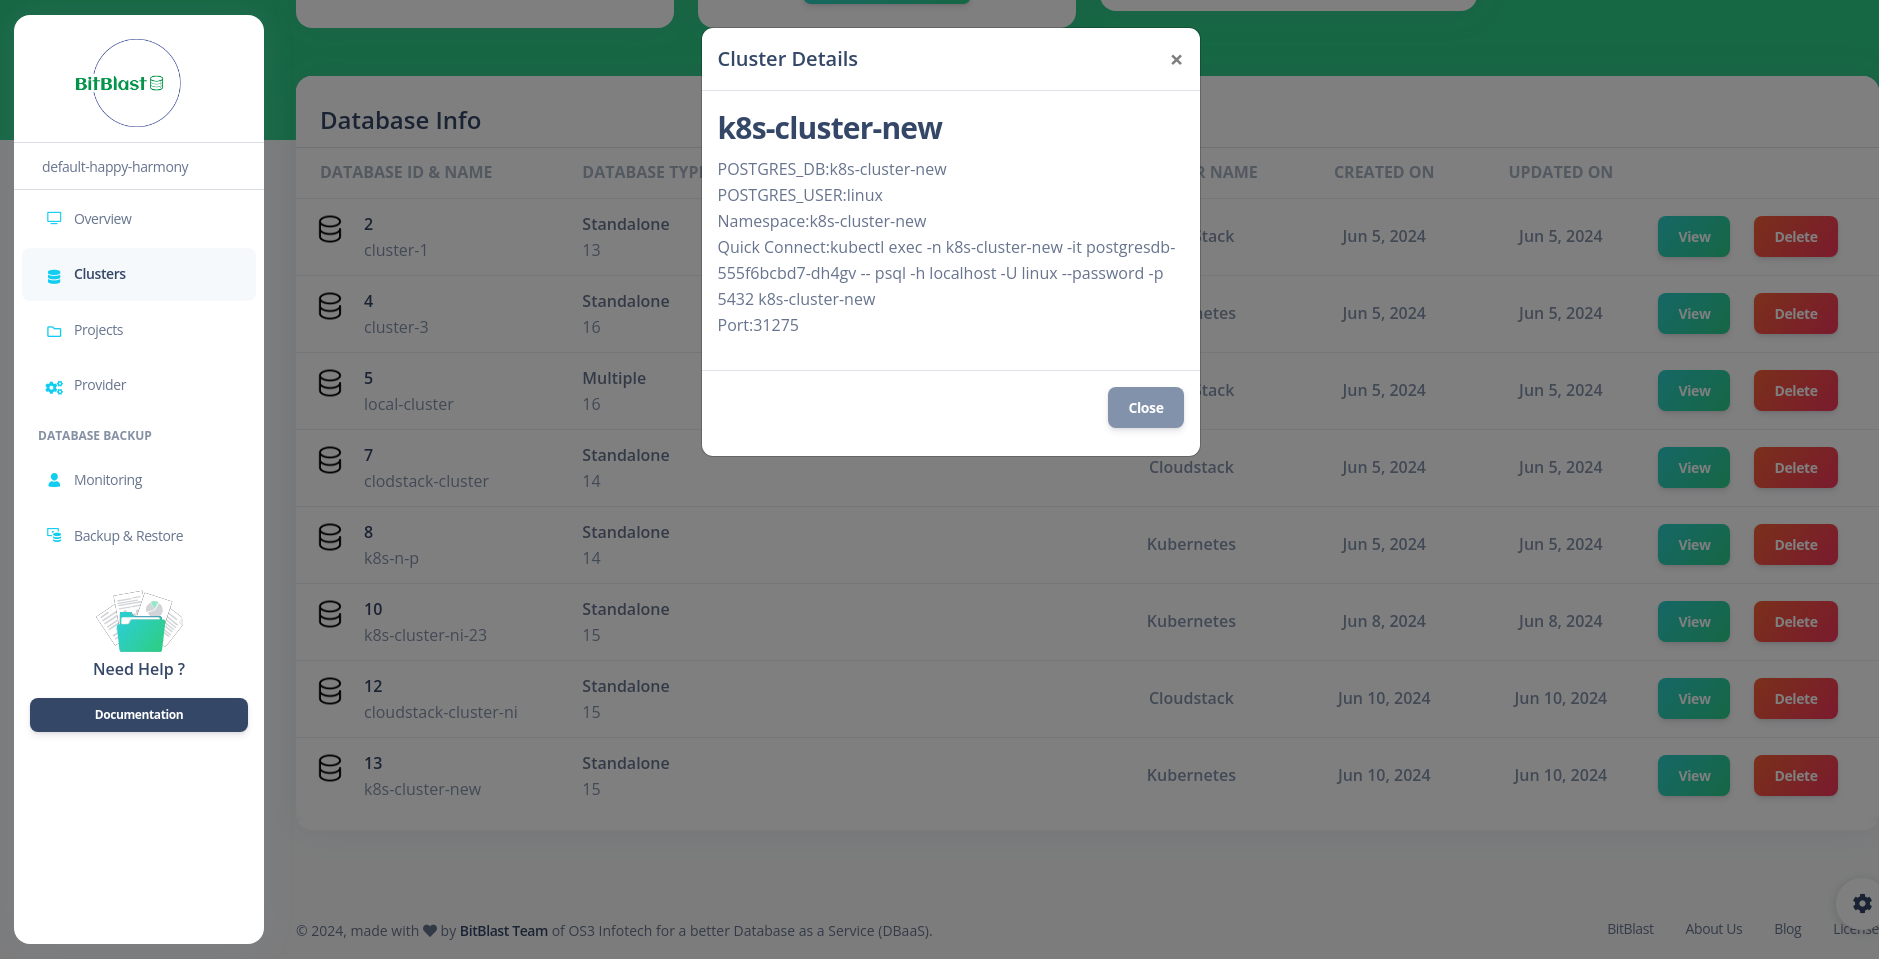 BitBlast
default-happy-harmony
Overview
Clusters
Projects
Provider
DATABASE BACKUP
Monitoring
Backup & Restore
Need Help ?
Documentation
Cluster Details
×
k8s-cluster-new
POSTGRES_DB:k8s-cluster-new
POSTGRES_USER:linux
Namespace:k8s-cluster-new
Quick Connect:kubectl exec -n k8s-cluster-new -it postgresdb-
555f6bcbd7-dh4gv -- psql -h localhost -U linux --password -p
5432 k8s-cluster-new
Port:31275
Close
Database Info
DATABASE ID & NAME DATABASE TYP R NAME CREATED ON UPDATED ON
2 Standalone
cluster-1 13 tack Jun 5, 2024 Jun 5, 2024 View Delete
4 Standalone
cluster-3 16 netes Jun 5, 2024 Jun 5, 2024 View Delete
5 Multiple
local-cluster 16 tack Jun 5, 2024 Jun 5, 2024 View Delete
7 Standalone
clodstack-cluster 14 Cloudstack Jun 5, 2024 Jun 5, 2024 View Delete
8 Standalone
k8s-n-p 14 Kubernetes Jun 5, 2024 Jun 5, 2024 View Delete
10 Standalone
k8s-cluster-ni-23 15 Kubernetes Jun 8, 2024 Jun 8, 2024 View Delete
12 Standalone
cloudstack-cluster-ni 15 Cloudstack Jun 10, 2024 Jun 10, 2024 View Delete
13 Standalone
k8s-cluster-new 15 Kubernetes Jun 10, 2024 Jun 10, 2024 View Delete
© 2024, made with ♥ by BitBlast Team of OS3 Infotech for a better Database as a Service (DBaaS).
BitBlast About Us Blog License